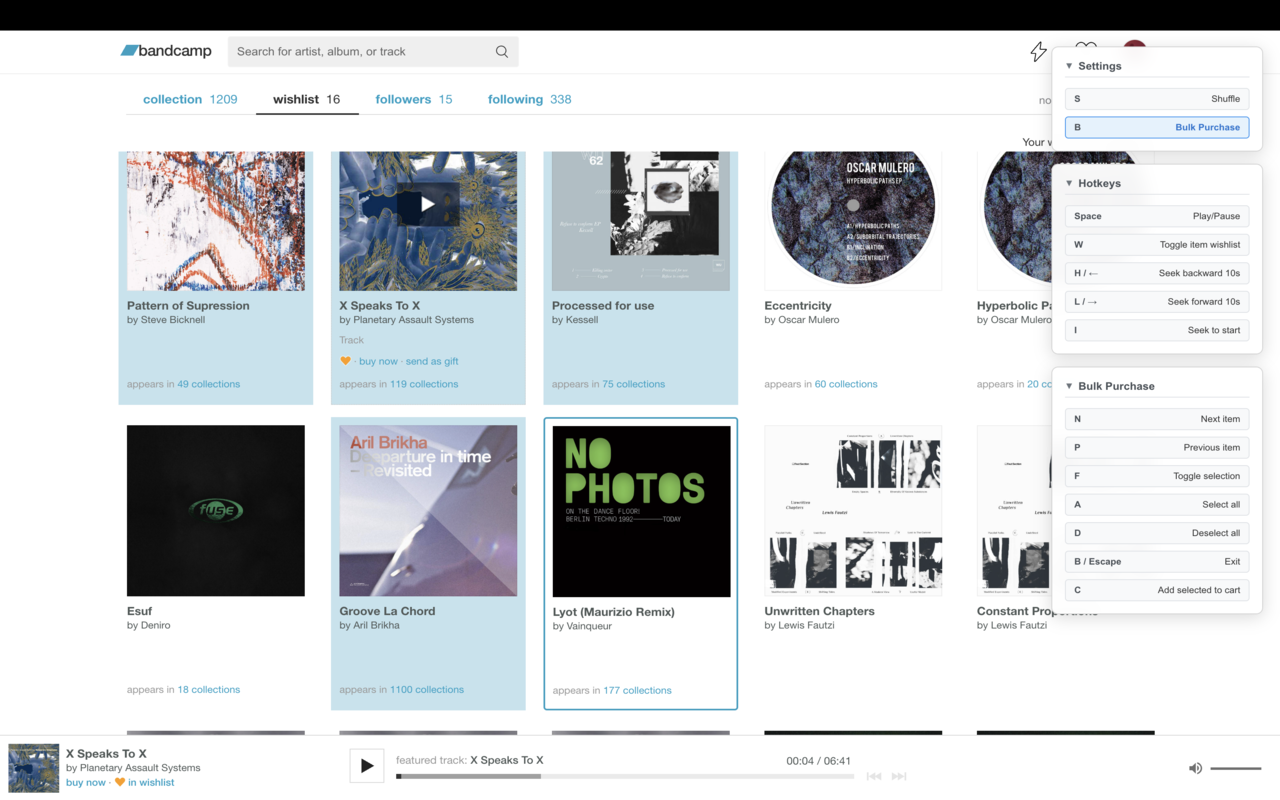 bandcamp
Search for artist, album, or track
collection 1209
wishlist 16
followers 15
following 338
no
Your w
62
OSCAR MULERO
HYPERBOLIC PATHS EP
A1/ HYPERBOLIC PATHS
A2/ SUBORBITAL TRAJECTORIES
B1/ INCLINATION
B2/ ECCENTRICITY
Pattern of Supression
by Steve Bicknell
appears in 49 collections
X Speaks To X
by Planetary Assault Systems
Track
🧡 · buy now · send as gift
appears in 119 collections
Processed for use
by Kessell
appears in 75 collections
Eccentricity
by Oscar Mulero
appears in 60 collections
Hyperbolic Pa
by Oscar Mulero
appears in 20 co
fuse
Esuf
by Deniro
appears in 18 collections
Aril Brikha
Deeparture in time
– Revisited
Groove La Chord
by Aril Brikha
appears in 1100 collections
NO
PHOTOS
ON THE DANCE FLOOR!
BERLIN TECHNO 1992 TODAY
Lyot (Maurizio Remix)
by Vainqueur
appears in 177 collections
Unwritten
Chapters
Lewis Fautzi
Unwritten Chapters
by Lewis Fautzi
Constant Proportions
by Lewis Fautzi
▼ Settings
S Shuffle
B Bulk Purchase
▼ Hotkeys
Space Play/Pause
W Toggle item wishlist
H / ← Seek backward 10s
L / → Seek forward 10s
I Seek to start
▼ Bulk Purchase
N Next item
P Previous item
F Toggle selection
A Select all
D Deselect all
B / Escape Exit
C Add selected to cart
X Speaks To X
by Planetary Assault Systems
buy now · 🧡 in wishlist
featured track: X Speaks To X
00:04 / 06:41